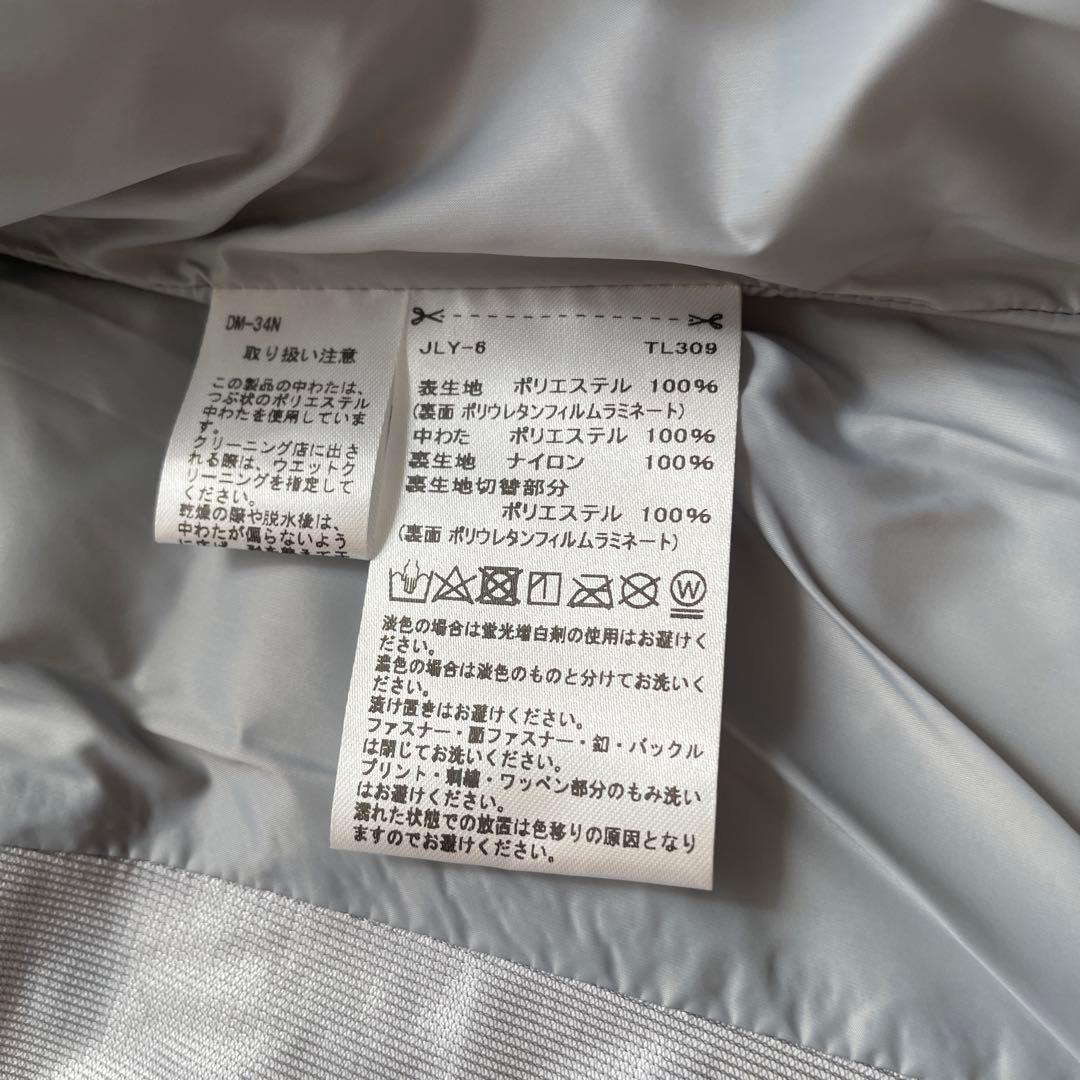 DM-34N
取り扱い注意
この製品の中わたは、
つぶ状のポリエステル
中わたを使用していま
す。
クリーニング店に出さ
れる際は、ウエットク
リーニングを指定して
ください。
乾燥の際や脱水後は、
中わたが偏らないよう
JLY-6 TL309
表生地 ポリエステル 100%
(裏面 ポリウレタンフィルムラミネート)
中わた ポリエステル 100%
裏生地 ナイロン 100%
裏生地切替部分
ポリエステル 100%
(裏面 ポリウレタンフィルムラミネート)
W
淡色の場合は蛍光増白剤の使用はお避けく
ださい。
濃色の場合は淡色のものと分けてお洗いく
ださい。
漬け置きはお避けください。
ファスナー・面ファスナー・釦・バックル
は閉じてお洗いください。
プリント・刺繍・ワッペン部分のもみ洗い
はお避けください。
濡れた状態での放置は色移りの原因となり
ますのでお避けください。